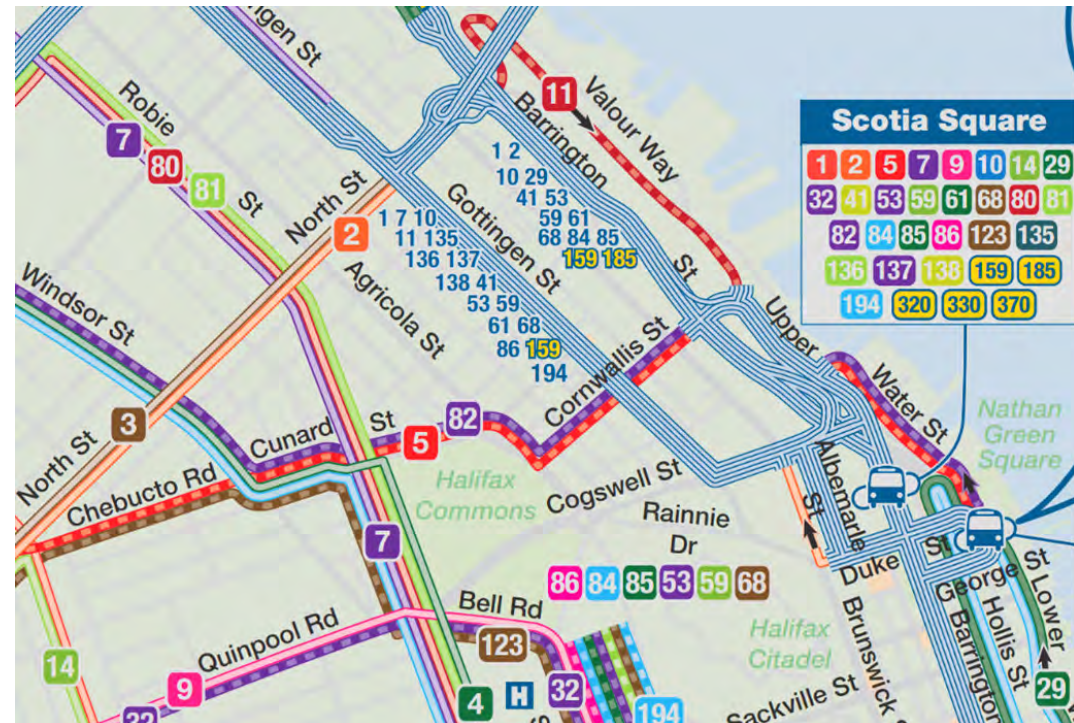 ngen St
Robie
St
7
80
81
North St
2
Windsor St
Agricola St
Gottingen St
1 2
10 29
41 53
59 61
68 84 85
159 185
1 7 10
11 135
136 137
138 41
53 59
61 68
86 159
194
11
Valour Way
Barrington
St
Scotia Square
1 2 5 7 9 10 14 29
32 41 53 59 61 68 80 81
82 84 85 86 123 135
136 137 138 159 185
194 320 330 370
Upper
Water St
Nathan
Green
Square
Cornwallis St
3
North St
Cunard St
5
82
Chebucto Rd
Halifax
Commons
Cogswell St
Rainnie
Dr
Albemarle
St
Duke St
George St
Lower
Hollis St
Barrington
Brunswick
7
86 84 85 53 59 68
Bell Rd
123
Quinpool Rd
14
9
32
4
H
32
194
Halifax
Citadel
Sackville St
29